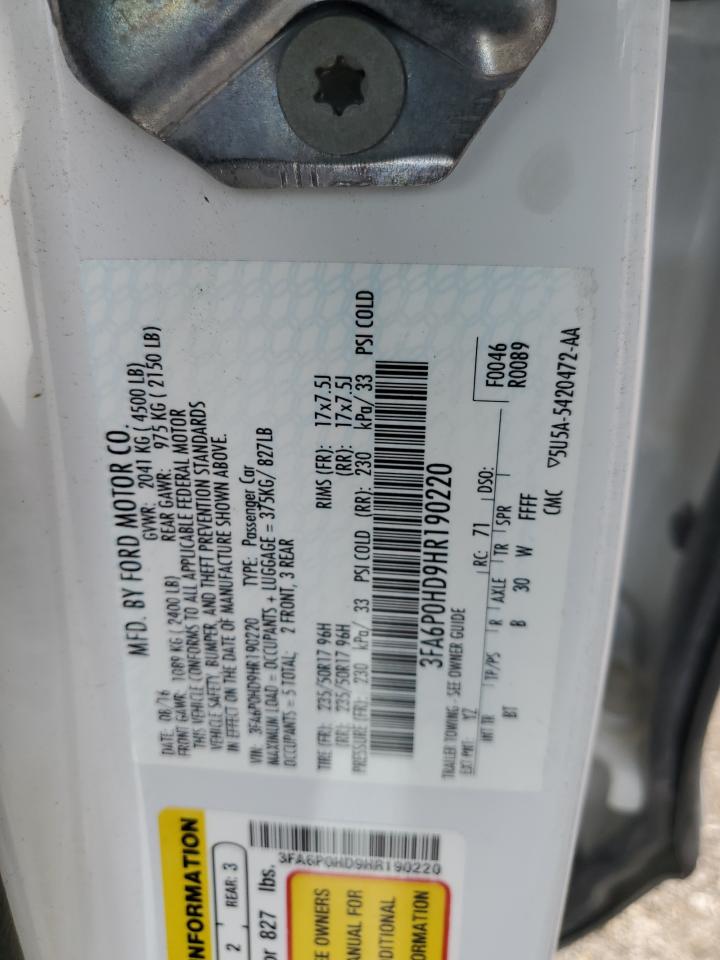 MFD. BY FORD MOTOR CO.
DATE: 08/16 GVWR: 2041 KG ( 4500 LB)
FRONT GAWR: 1089 KG ( 2400 LB) REAR GAWR: 975 KG ( 2150 LB)
THIS VEHICLE CONFORMS TO ALL APPLICABLE FEDERAL MOTOR
VEHICLE SAFETY, BUMPER, AND THEFT PREVENTION STANDARDS
IN EFFECT ON THE DATE OF MANUFACTURE SHOWN ABOVE.
VIN: 3FA6P0HD9HR190220 TYPE: Passenger Car
MAXIMUM LOAD = OCCUPANTS + LUGGAGE = 375KG/ 827LB
OCCUPANTS = 5 TOTAL: 2 FRONT, 3 REAR
TIRE (FR): 235/50R17 96H RIMS (FR): 17x7.5J
(RR): 235/50R17 96H (RR): 17x7.5J
PRESSURE (FR): 230 kPa/ 33 PSI COLD (RR): 230 kPa/ 33 PSI COLD
3FA6P0HD9HR190220
TRAILER TOWING - SEE OWNER GUIDE
EXT PNT: YZ RC: 71 DSO: F0046
R0089
INT TR TP/PS R AXLE TR SPR
BT B 30 W FFFF
CMC ▽5U5A-5420472-AA
3FA6P0HD9HR190220
NFORMATION
2 REAR: 3
or 827 lbs.
E OWNERS
ANUAL FOR
DITIONAL
ORMATION